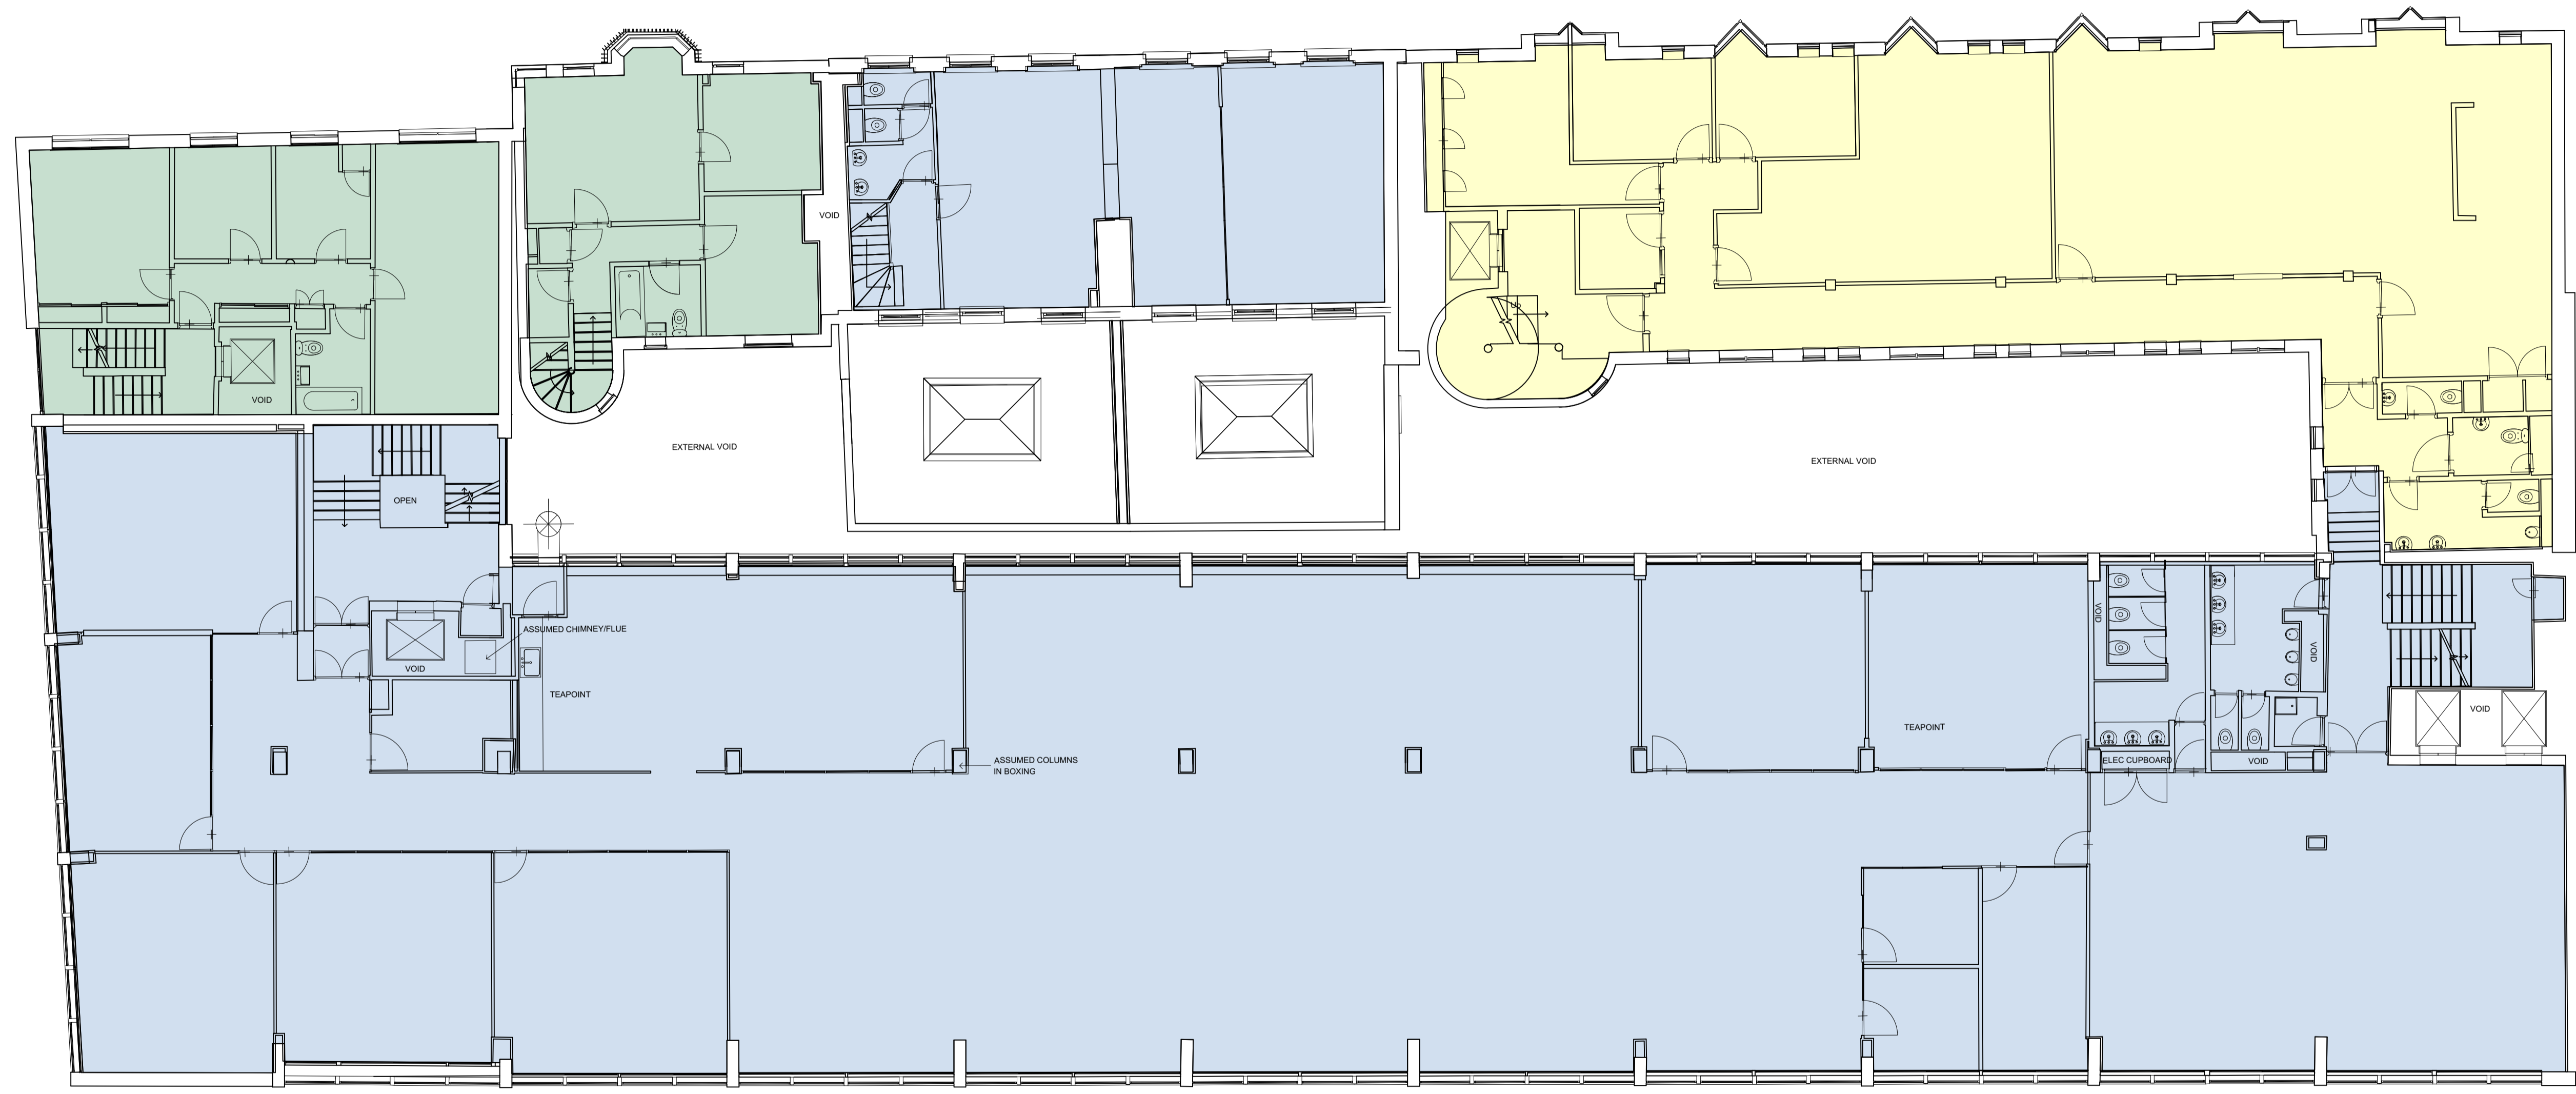 VOID
UP
VOID
EXTERNAL VOID
EXTERNAL VOID
OPEN
VOID
ASSUMED CHIMNEY/FLUE
VOID
VOID
TEAPOINT
VOID
TEAPOINT
ASSUMED COLUMNS
IN BOXING
ELEC CUPBOARD
VOID